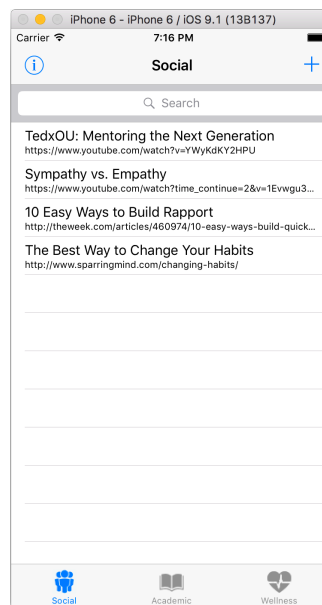 iPhone 6 - iPhone 6 / iOS 9.1 (13B137)
Carrier 7:16 PM
Social +
Search
TedxOU: Mentoring the Next Generation
https://www.youtube.com/watch?v=YWyKdKY2HPU
Sympathy vs. Empathy
https://www.youtube.com/watch?time_continue=2&v=1Evwgu3...
10 Easy Ways to Build Rapport
http://theweek.com/articles/460974/10-easy-ways-build-quick...
The Best Way to Change Your Habits
http://www.sparringmind.com/changing-habits/
Social Academic Wellness